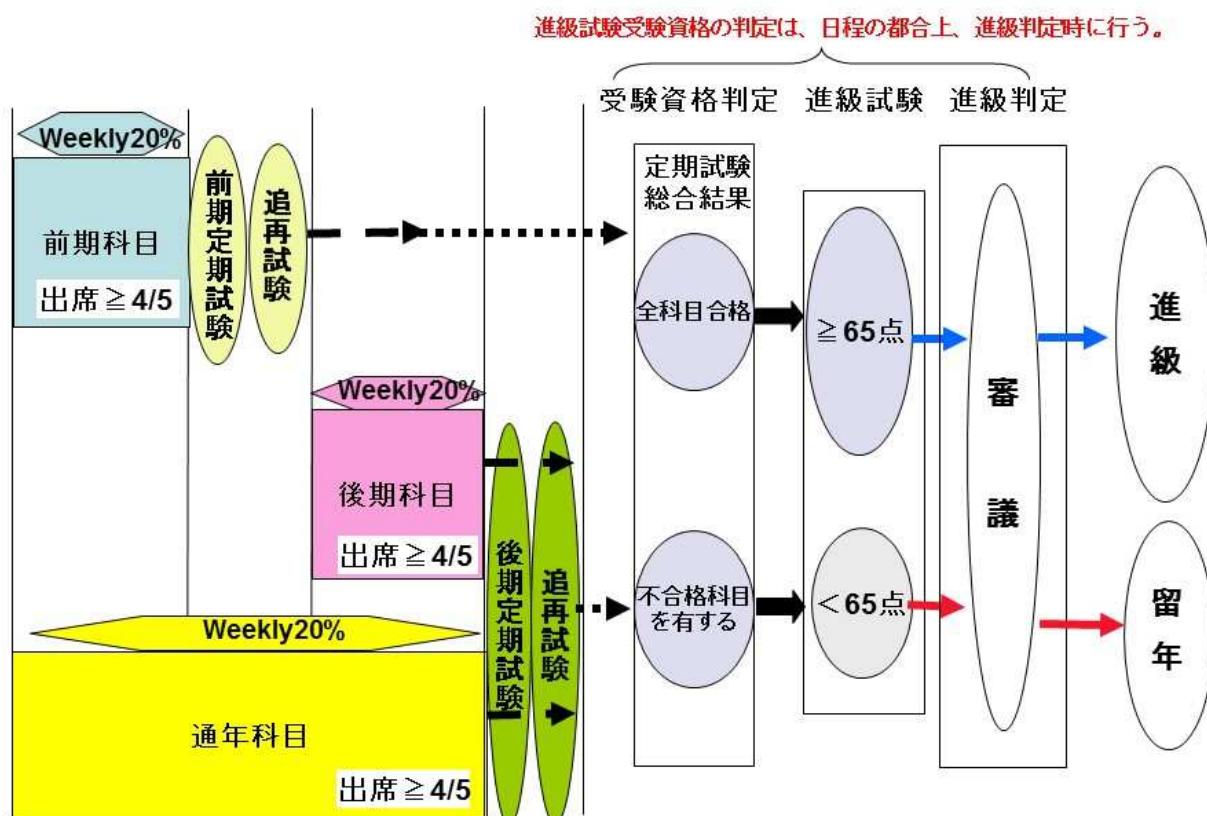 進級試験受験資格の判定は、日程の都合上、進級判定時に行う。
受験資格判定
進級試験
進級判定
Weekly20%
前期科目
出席≧4/5
前期定期試験
追再試験
Weekly20%
後期科目
出席≧4/5
後期定期試験
追再試験
Weekly20%
通年科目
出席≧4/5
定期試験
総合結果
全科目合格
不合格科目
を有する
≧65点
＜65点
審議
進級
留年